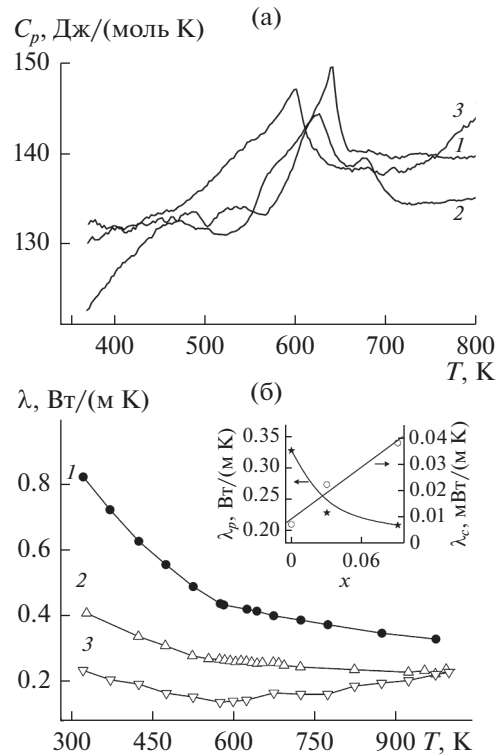 (а)
C_p, Дж/(моль К)
150
140
130
3
1
2
400 500 600 700 800
T, К
(б)
λ, Вт/(м К)
0.8
0.6
0.4
0.2
1
2
3
300 450 600 750 900
T, К
λ_p, Вт/(м К)
0.35
0.30
0.25
0.20
0.04
0.03
0.02
0.01
0
λ_c, мВт/(м К)
0 0.06
x